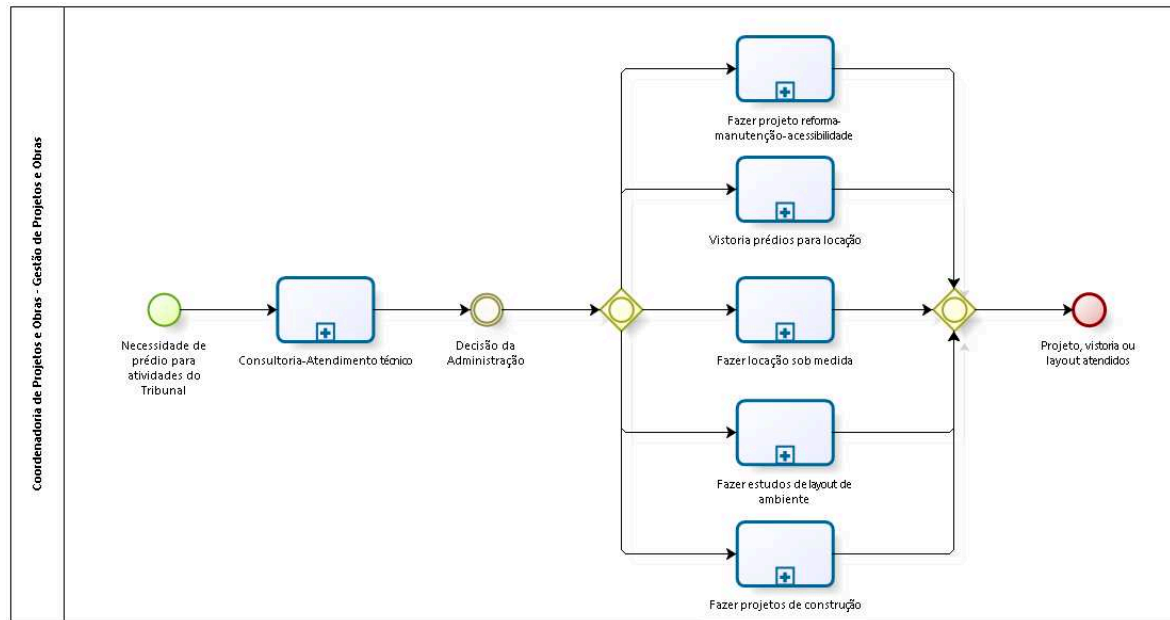 Coordenadoria de Projetos e Obras - Gestão de Projetos e Obras
Necessidade de
prédio para
atividades do
Tribunal
Consultoria-Atendimento técnico
Decisão da
Administração
Fazer projeto reforma-
manutenção-acessibilidade
Vistoria prédios para locação
Fazer locação sob medida
Fazer estudos de layout de
ambiente
Fazer projetos de construção
Projeto, vistoria ou
layout atendidos